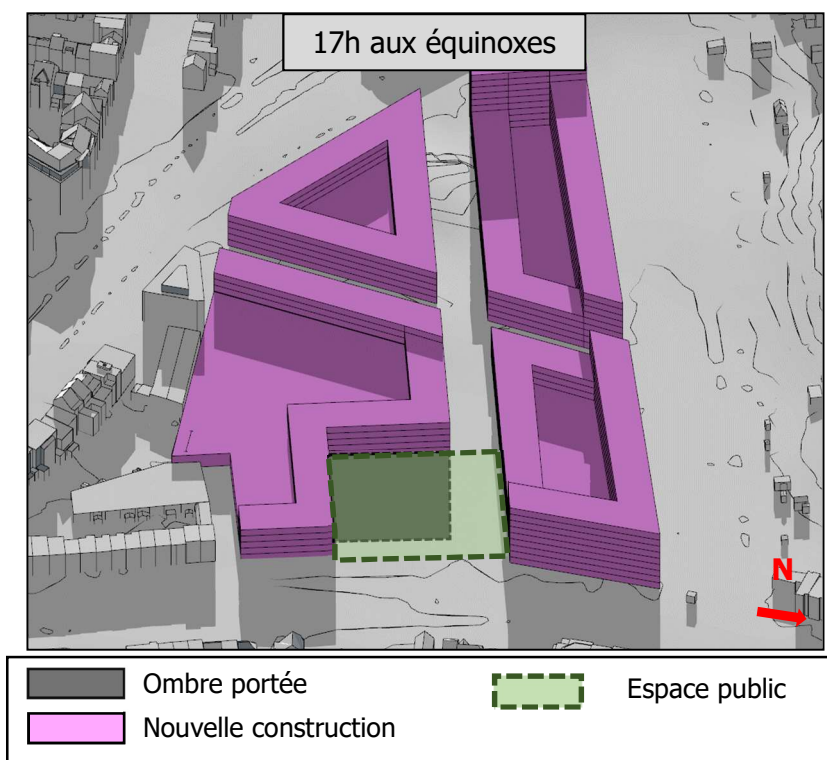 17h aux équinoxes
N
Ombre portée
Espace public
Nouvelle construction